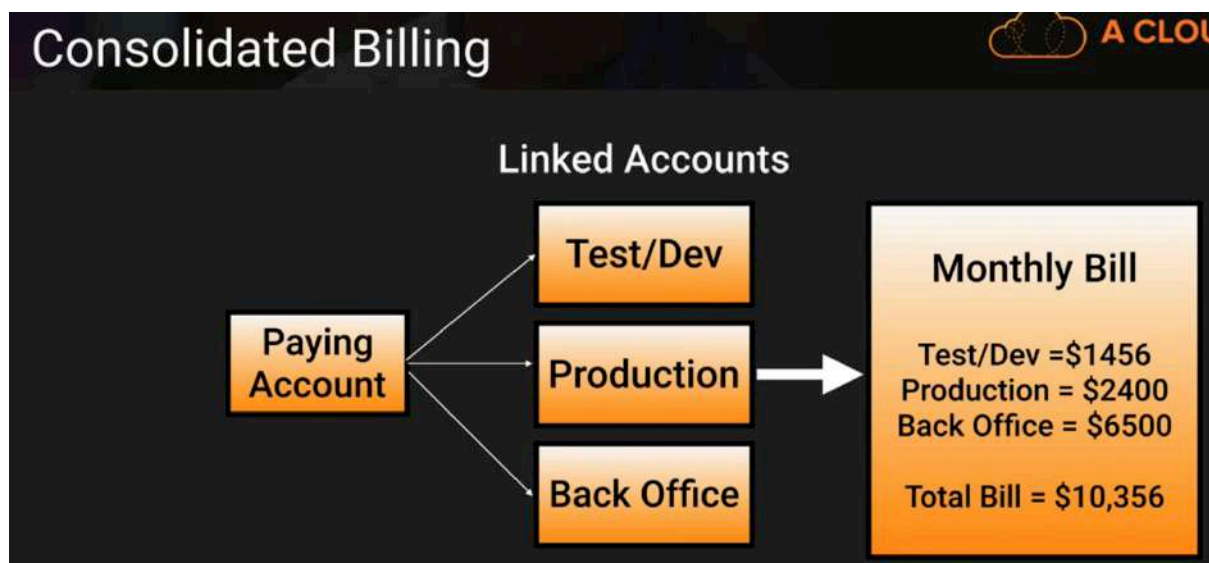 Consolidated Billing
A CLOU
Linked Accounts
Test/Dev
Paying
Account
Production
Back Office
Monthly Bill
Test/Dev =$1456
Production = $2400
Back Office = $6500
Total Bill = $10,356